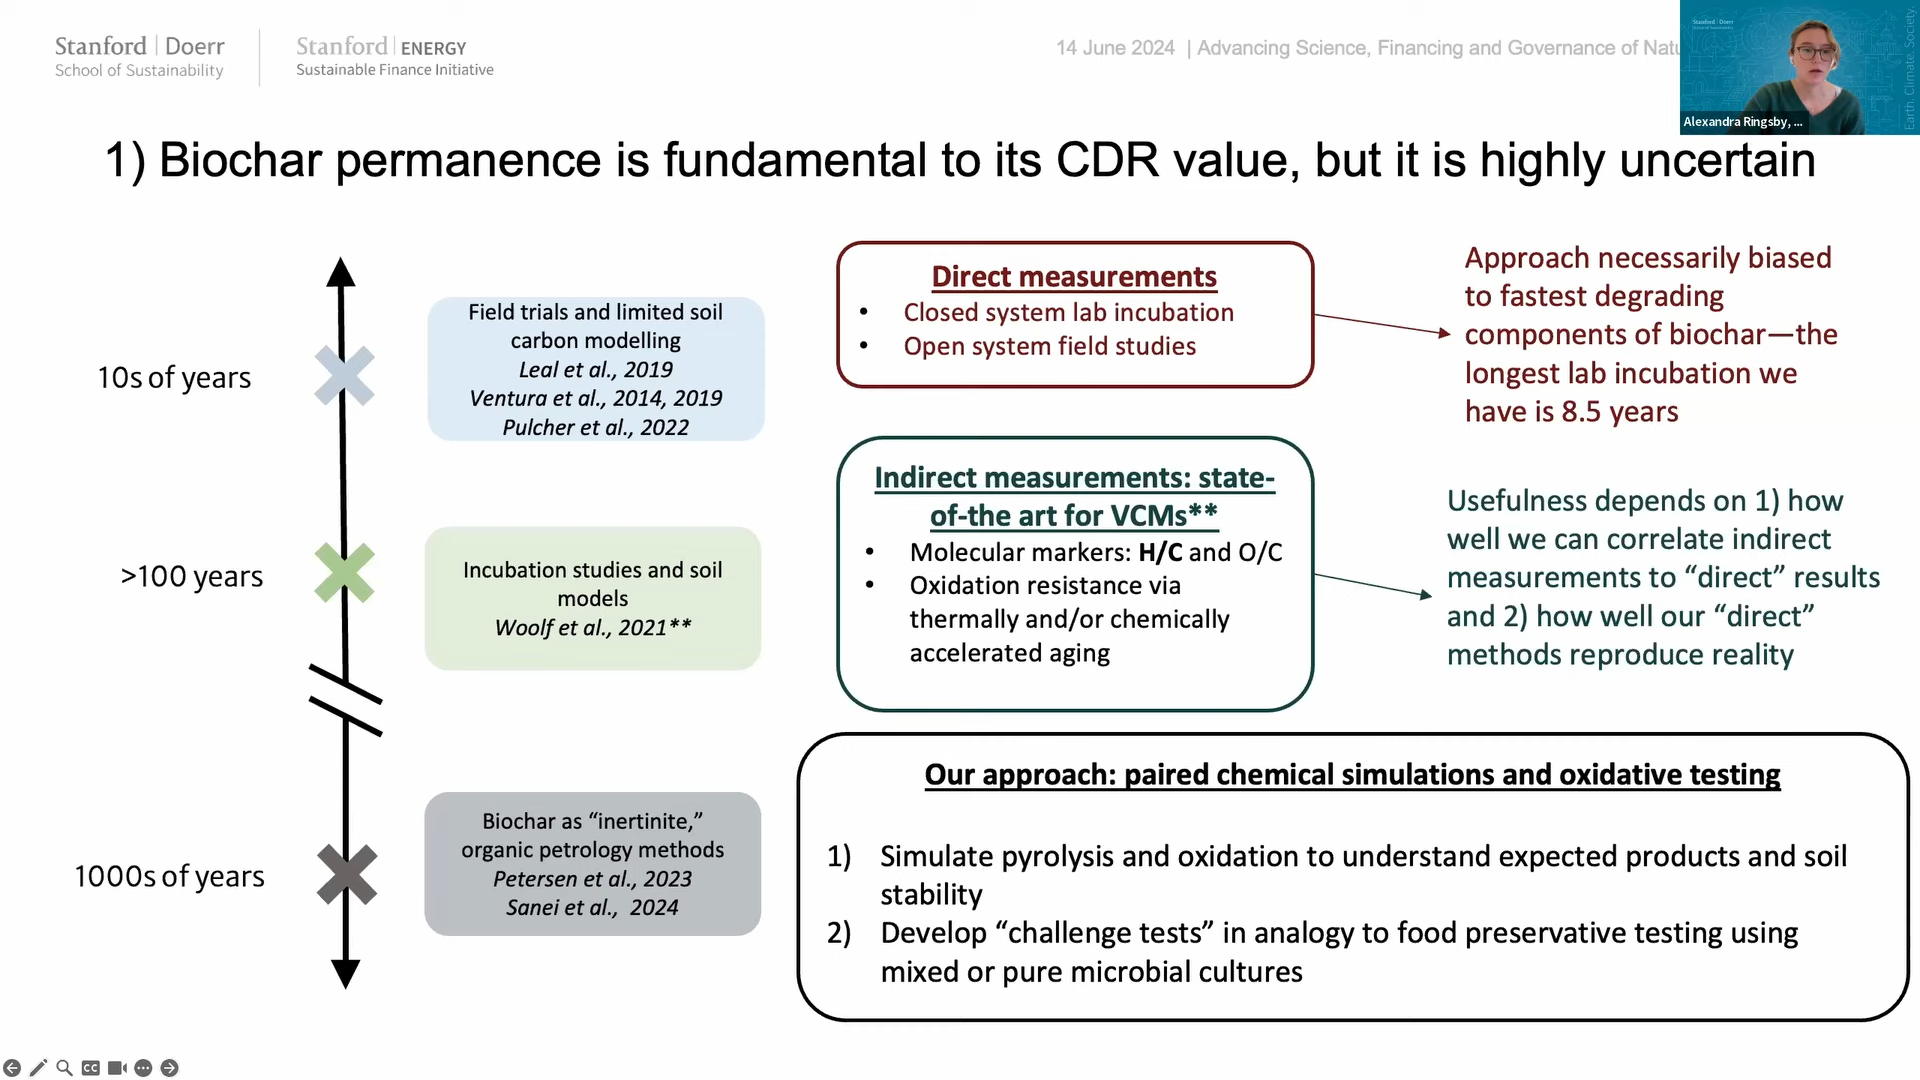 Stanford | Doerr
School of Sustainability
Stanford | ENERGY
Sustainable Finance Initiative
14 June 2024 | Advancing Science, Financing and Governance of
Stanford | Doerr
Earth. Climate. Society.
Alexandra Ringsby, ...
1) Biochar permanence is fundamental to its CDR value, but it is highly uncertain
10s of years
Field trials and limited soil
carbon modelling
Leal et al., 2019
Ventura et al., 2014, 2019
Pulcher et al., 2022
>100 years
Incubation studies and soil
models
Woolf et al., 2021**
1000s of years
Biochar as “inertinite,”
organic petrology methods
Petersen et al., 2023
Sanei et al., 2024
Direct measurements
• Closed system lab incubation
• Open system field studies
Approach necessarily biased
to fastest degrading
components of biochar—the
longest lab incubation we
have is 8.5 years
Indirect measurements: state-
of-the art for VCMs**
• Molecular markers: H/C and O/C
• Oxidation resistance via
thermally and/or chemically
accelerated aging
Usefulness depends on 1) how
well we can correlate indirect
measurements to “direct” results
and 2) how well our “direct”
methods reproduce reality
Our approach: paired chemical simulations and oxidative testing
1) Simulate pyrolysis and oxidation to understand expected products and soil
stability
2) Develop “challenge tests” in analogy to food preservative testing using
mixed or pure microbial cultures
CC